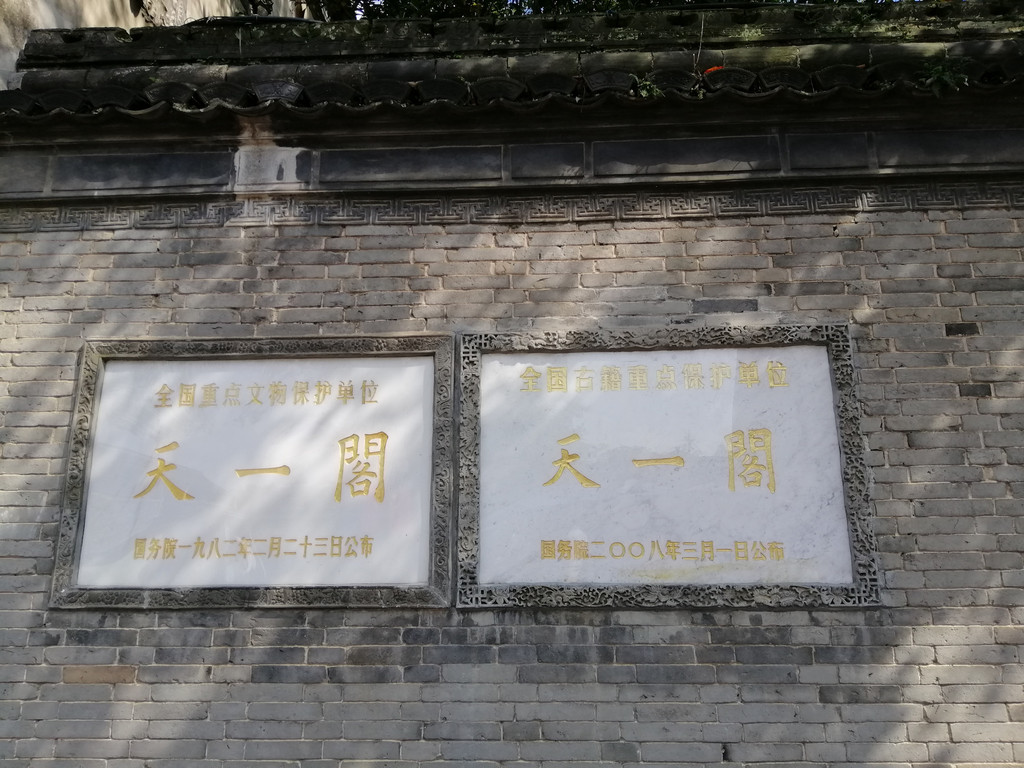 全国重点文物保护单位
天一閣
国务院一九八二年二月二十三日公布
全国古籍重点保护单位
天一閣
国务院二〇〇八年三月一日公布